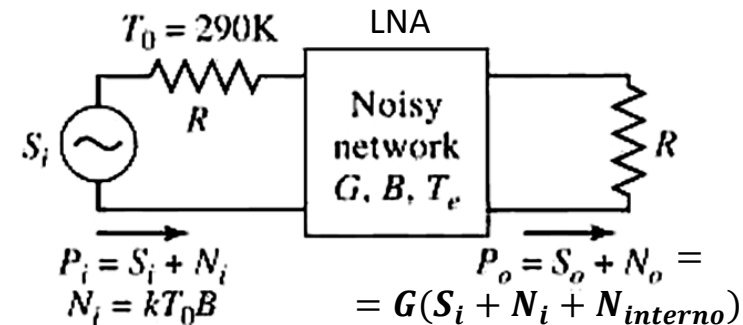 T₀ = 290K
LNA
R
Sᵢ
Noisy
network
G, B, Tₑ
R
Pᵢ = Sᵢ + Nᵢ
Nᵢ = kT₀B
Pₒ = Sₒ + Nₒ =
= G(Sᵢ + Nᵢ + N_interno)